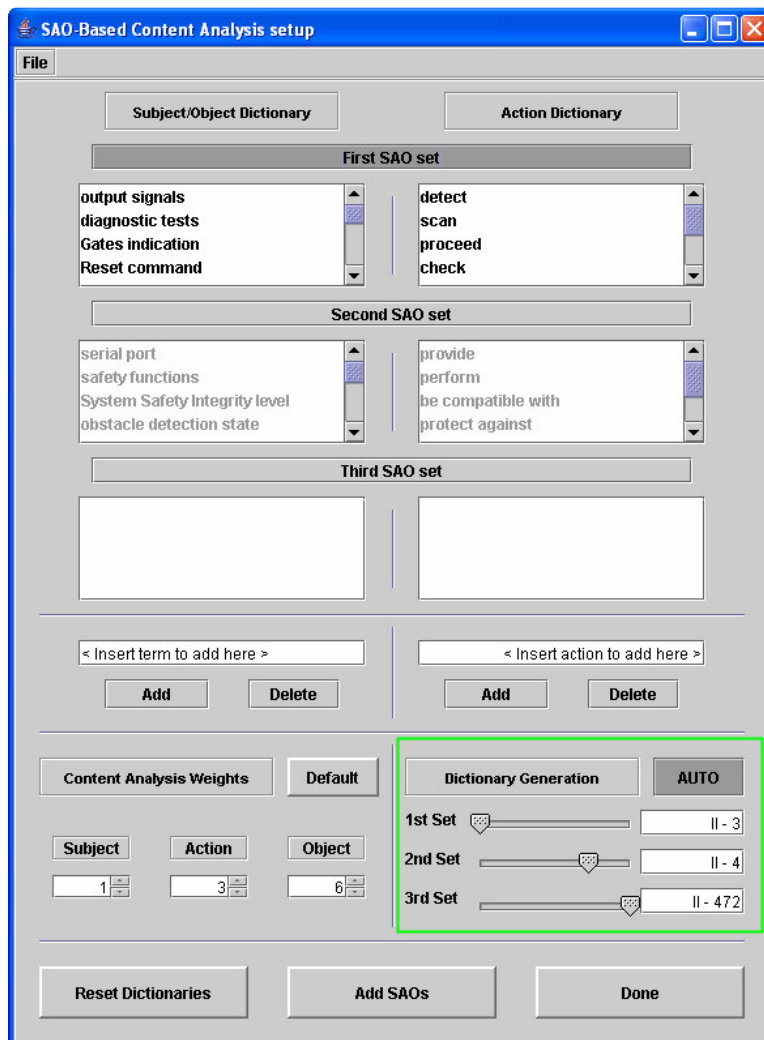 SAO-Based Content Analysis setup
File
Subject/Object Dictionary
Action Dictionary
First SAO set
output signals
diagnostic tests
Gates indication
Reset command
detect
scan
proceed
check
Second SAO set
serial port
safety functions
System Safety Integrity level
obstacle detection state
provide
perform
be compatible with
protect against
Third SAO set
< Insert term to add here >
< Insert action to add here >
Add
Delete
Add
Delete
Content Analysis Weights
Default
Subject
Action
Object
1
3
6
Dictionary Generation
AUTO
1st Set
II - 3
2nd Set
II - 4
3rd Set
II - 472
Reset Dictionaries
Add SAOs
Done